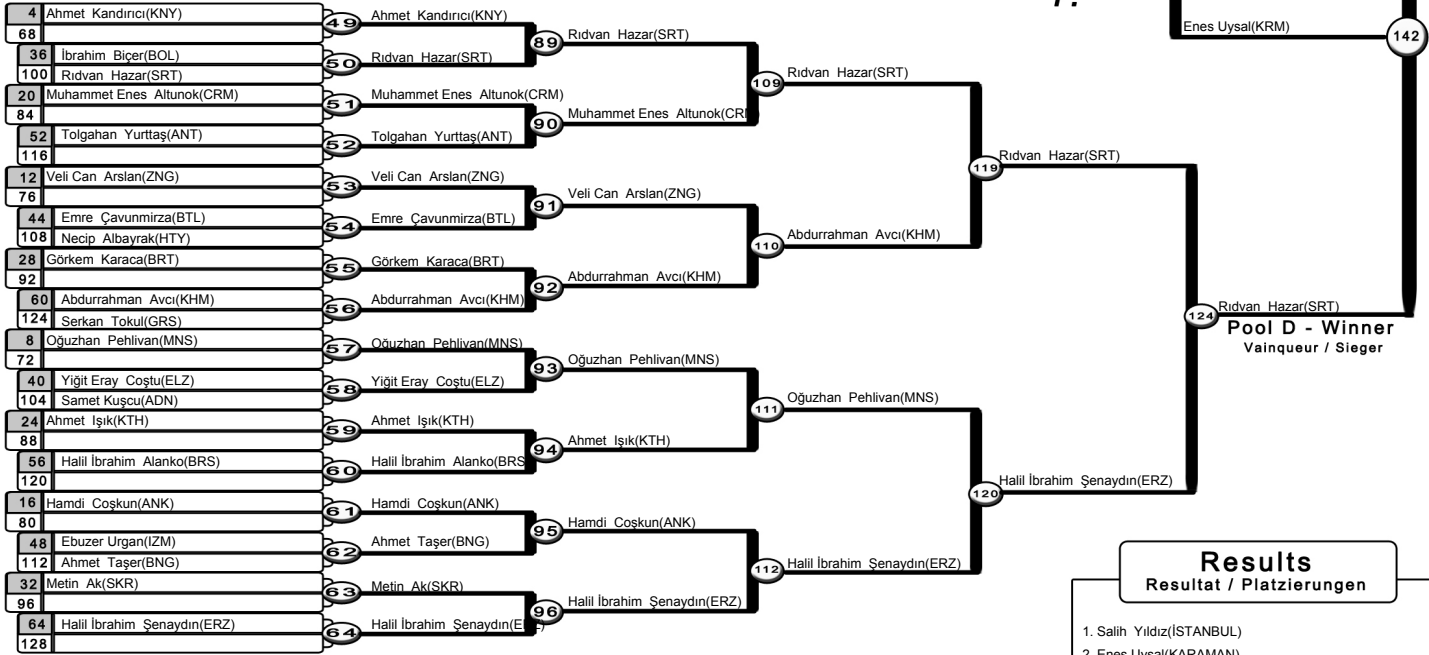 4 Ahmet Kandırıcı(KNY)
68
49
Ahmet Kandırıcı(KNY)
36 İbrahim Biçer(BOL)
100 Rıdvan Hazar(SRT)
50
Rıdvan Hazar(SRT)
89
Rıdvan Hazar(SRT)
20 Muhammet Enes Altunok(CRM)
84
51
Muhammet Enes Altunok(CRM)
52 Tolgahan Yurttaş(ANT)
116
52
Tolgahan Yurttaş(ANT)
90
Muhammet Enes Altunok(CR
109
Rıdvan Hazar(SRT)
12 Veli Can Arslan(ZNG)
76
53
Veli Can Arslan(ZNG)
44 Emre Çavunmirza(BTL)
108 Necip Albayrak(HTY)
54
Emre Çavunmirza(BTL)
91
Veli Can Arslan(ZNG)
28 Görkem Karaca(BRT)
92
55
Görkem Karaca(BRT)
60 Abdurrahman Avcı(KHM)
124 Serkan Tokul(GRS)
56
Abdurrahman Avcı(KHM)
92
Abdurrahman Avcı(KHM)
110
Abdurrahman Avcı(KHM)
119
Rıdvan Hazar(SRT)
8 Oğuzhan Pehlivan(MNS)
72
57
Oğuzhan Pehlivan(MNS)
40 Yiğit Eray Coştu(ELZ)
104 Samet Kuşcu(ADN)
58
Yiğit Eray Coştu(ELZ)
93
Oğuzhan Pehlivan(MNS)
24 Ahmet Işık(KTH)
88
59
Ahmet Işık(KTH)
56 Halil İbrahim Alanko(BRS)
120
60
Halil İbrahim Alanko(BRS
94
Ahmet Işık(KTH)
111
Oğuzhan Pehlivan(MNS)
16 Hamdi Coşkun(ANK)
80
61
Hamdi Coşkun(ANK)
48 Ebuzer Urgan(IZM)
112 Ahmet Taşer(BNG)
62
Ahmet Taşer(BNG)
95
Hamdi Coşkun(ANK)
32 Metin Ak(SKR)
96
63
Metin Ak(SKR)
64 Halil İbrahim Şenaydın(ERZ)
128
64
Halil İbrahim Şenaydın(E
96
Halil İbrahim Şenaydın(ERZ)
112
Halil İbrahim Şenaydın(ERZ)
120
Halil İbrahim Şenaydın(ERZ)
124
Rıdvan Hazar(SRT)
Pool D - Winner
Vainqueur / Sieger
Enes Uysal(KRM)
142
Results
Resultat / Platzierungen
1. Salih Yıldız(İSTANBUL)
2. Enes Uysal(KARAMAN)